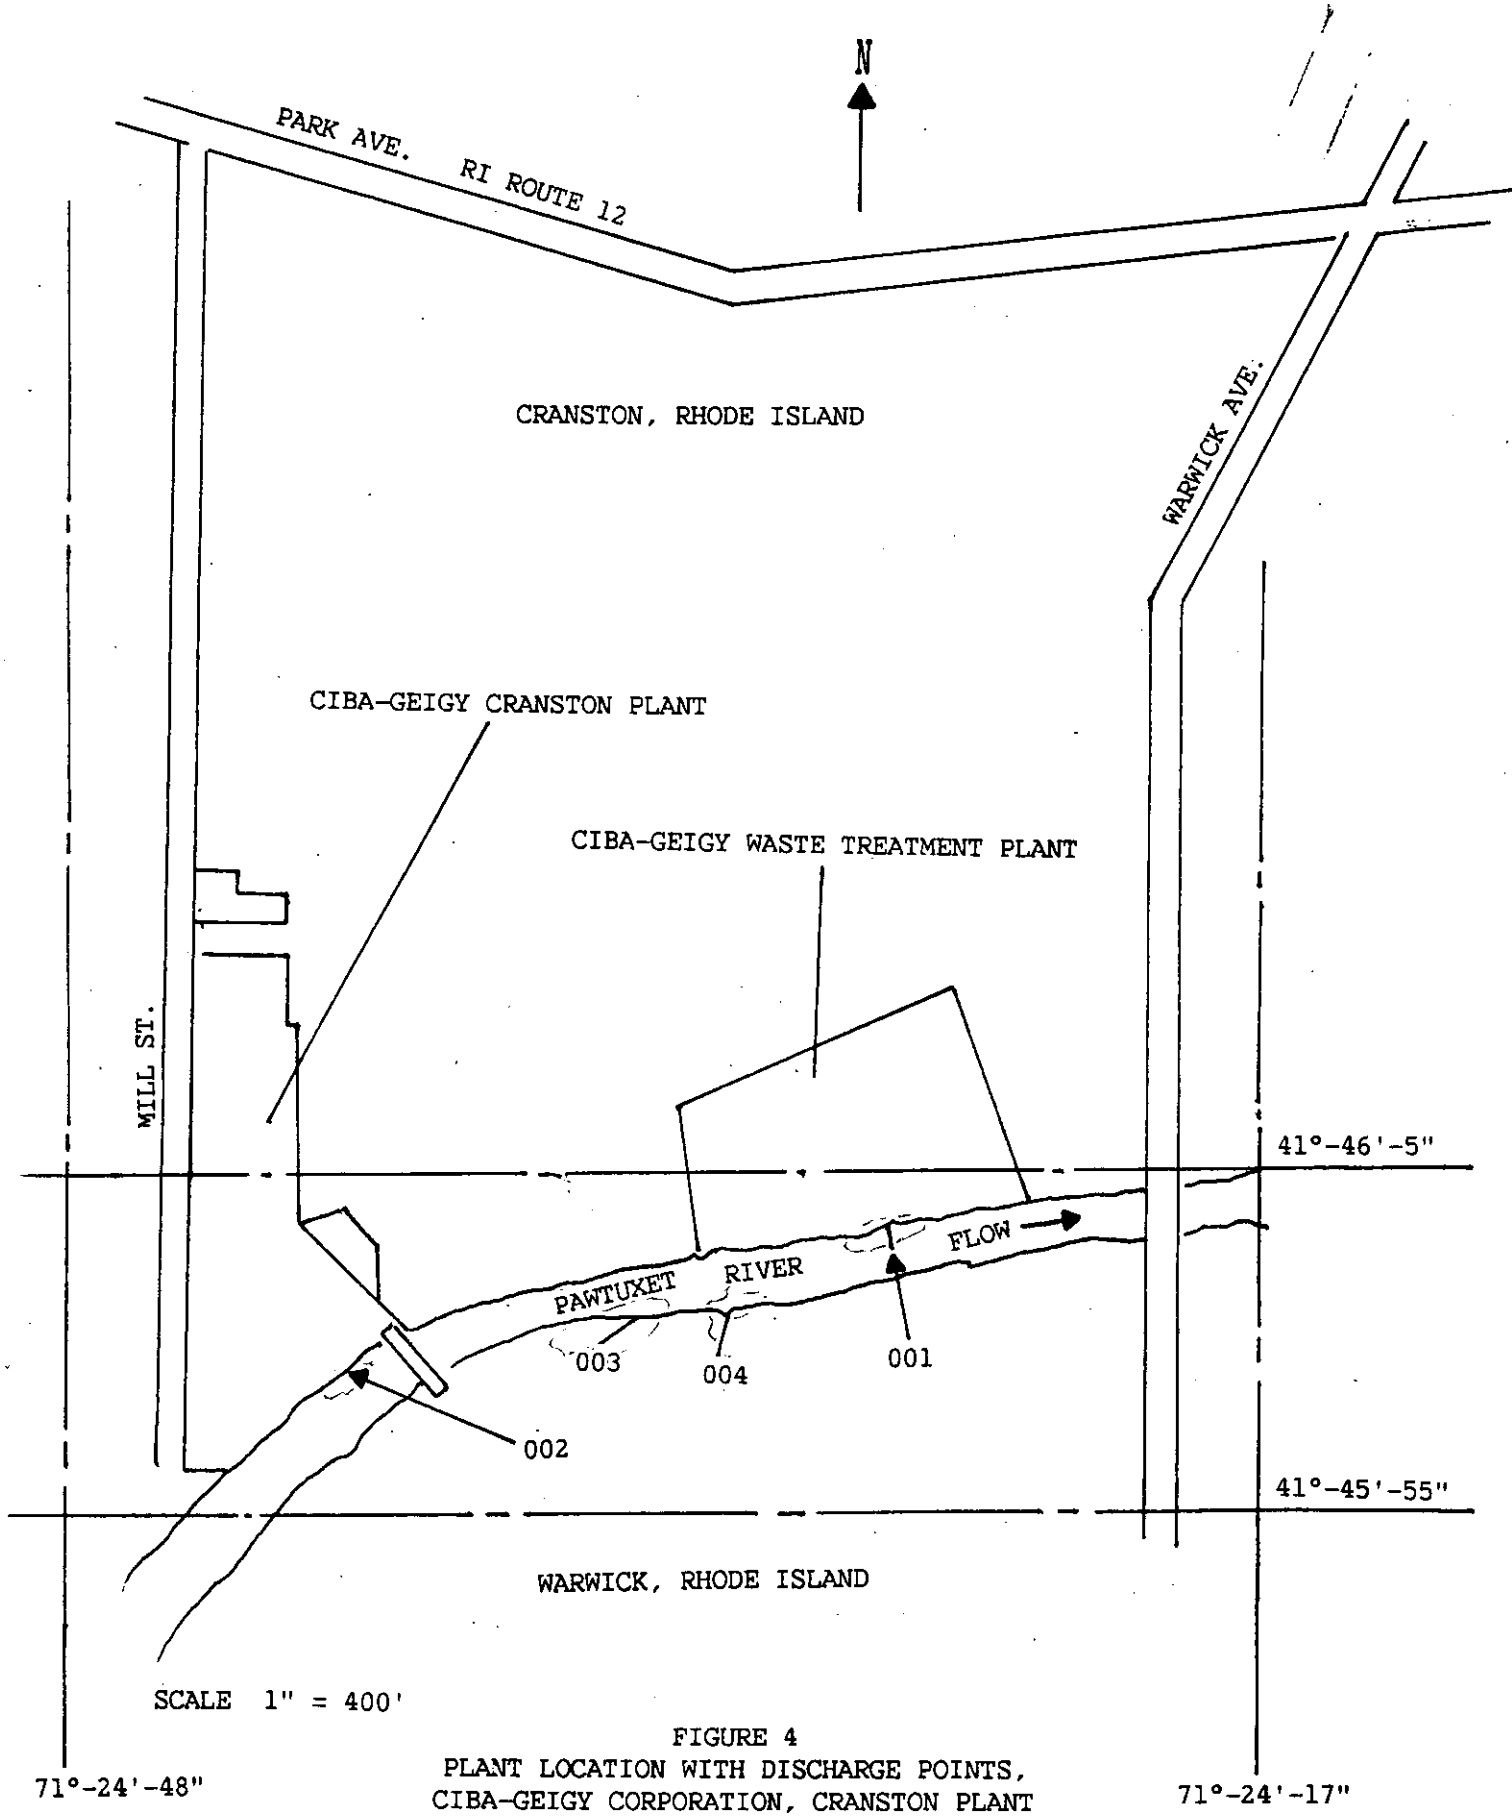 N
PARK AVE. RI ROUTE 12
CRANSTON, RHODE ISLAND
WARWICK AVE.
CIBA-GEIGY CRANSTON PLANT
CIBA-GEIGY WASTE TREATMENT PLANT
MILL ST.
41°-46'-5"
FLOW
PAWTUXET RIVER
003
004
001
002
41°-45'-55"
WARWICK, RHODE ISLAND
SCALE 1" = 400'
FIGURE 4
PLANT LOCATION WITH DISCHARGE POINTS,
CIBA-GEIGY CORPORATION, CRANSTON PLANT
71°-24'-48"
71°-24'-17"